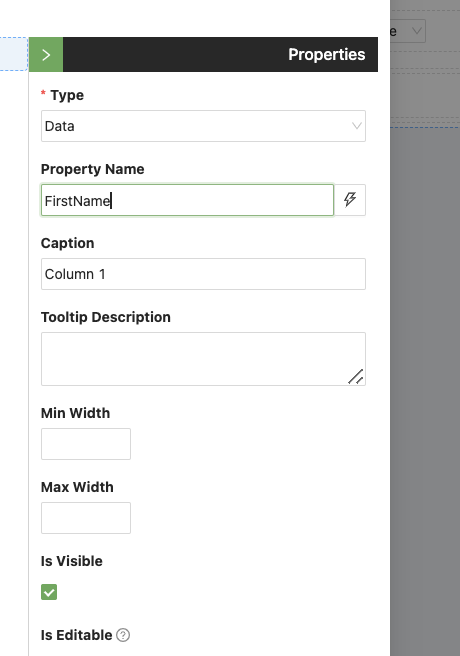 e
Properties
* Type
Data
Property Name
FirstName
Caption
Column 1
Tooltip Description
Min Width
Max Width
Is Visible
Is Editable